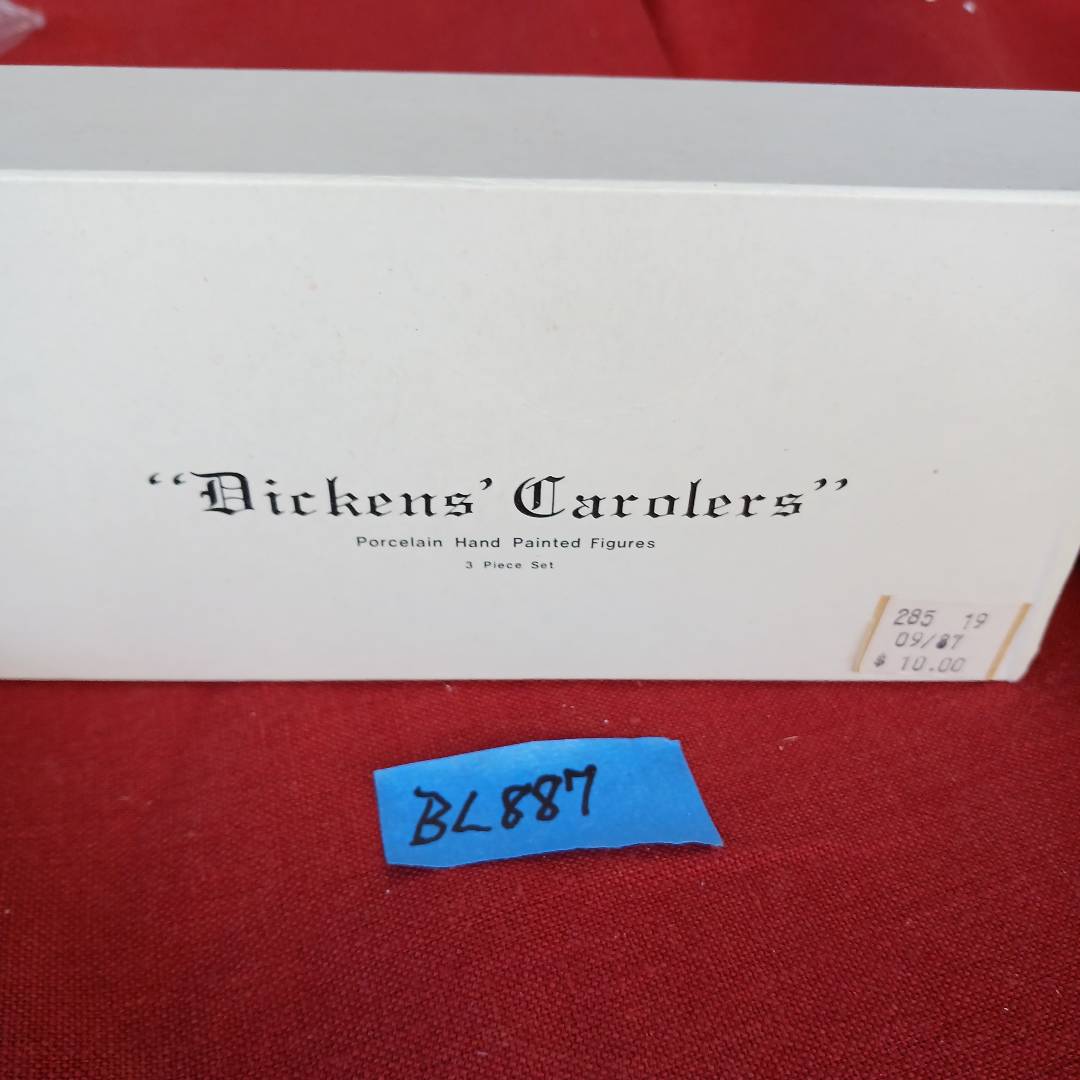 “Dickens’ Carolers”
Porcelain Hand Painted Figures
3 Piece Set
285 19
09/87
$ 10.00
BL887